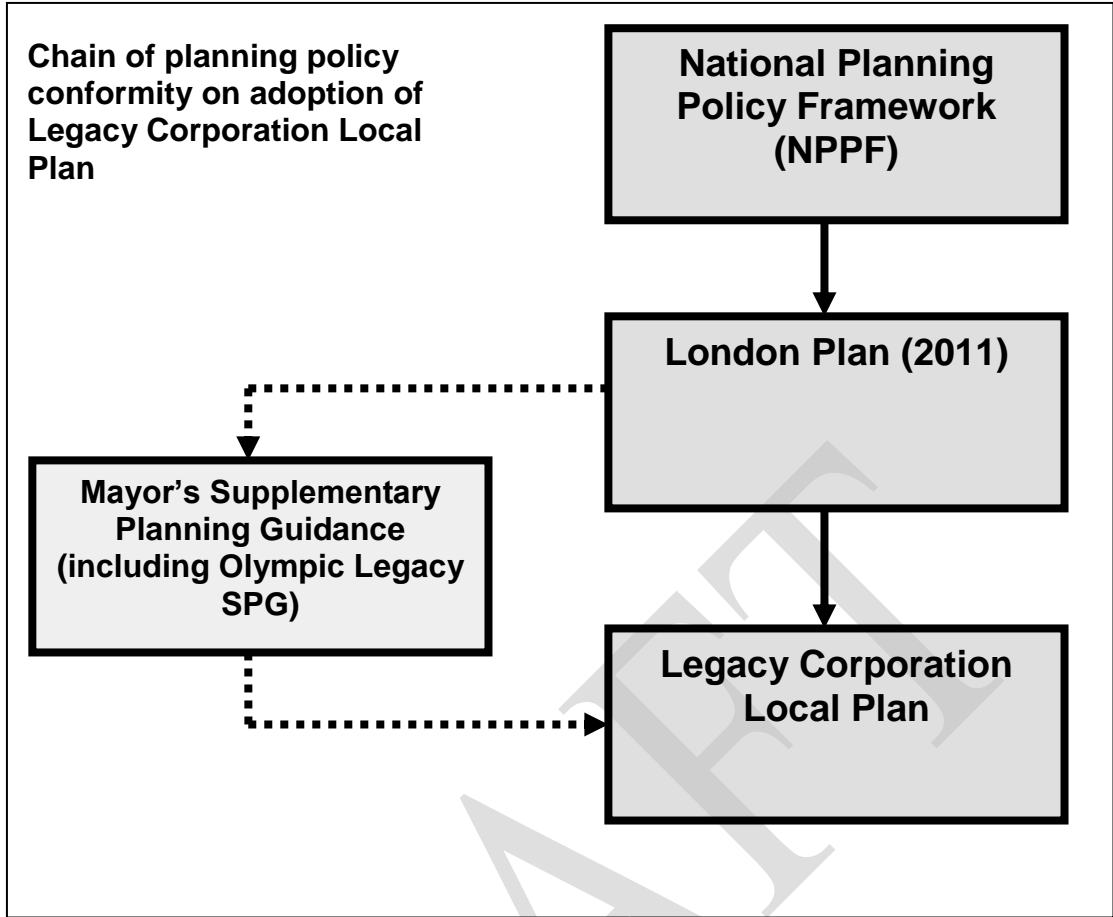 Chain of planning policy
conformity on adoption of
Legacy Corporation Local
Plan
National Planning
Policy Framework
(NPPF)
London Plan (2011)
Mayor's Supplementary
Planning Guidance
(including Olympic Legacy
SPG)
Legacy Corporation
Local Plan
AFT